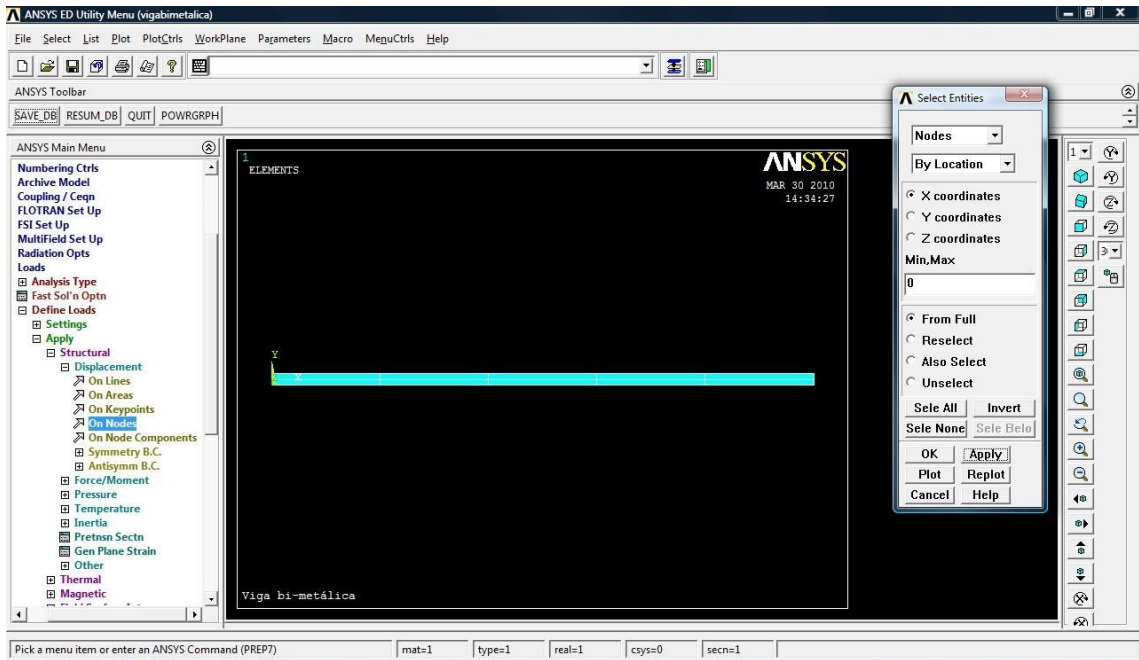 ANSYS ED Utility Menu (vigabimetalica)
File Select List Plot PlotCtrls WorkPlane Parameters Macro MenuCtrls Help
ANSYS Toolbar
SAVE_DB RESUM_DB QUIT POWRGRPH
ANSYS Main Menu
Numbering Ctrls
Archive Model
Coupling / Ceqn
FLOTRAN Set Up
FSI Set Up
MultiField Set Up
Radiation Opts
Loads
Analysis Type
Fast Sol'n Optn
Define Loads
Settings
Apply
Structural
Displacement
On Lines
On Areas
On Keypoints
On Nodes
On Node Components
Symmetry B.C.
Antisymm B.C.
Force/Moment
Pressure
Temperature
Inertia
Pretnsn Sectn
Gen Plane Strain
Other
Thermal
Magnetic
1
ELEMENTS
ANSYS
MAR 30 2010
14:34:27
Y
X
Viga bi-metálica
Select Entities
Nodes
By Location
X coordinates
Y coordinates
Z coordinates
Min,Max
0
From Full
Reselect
Also Select
Unselect
Sele All Invert
Sele None Sele Belo
OK Apply
Plot Replot
Cancel Help
1
3
Pick a menu item or enter an ANSYS Command (PREP7) mat=1 type=1 real=1 csys=0 secn=1